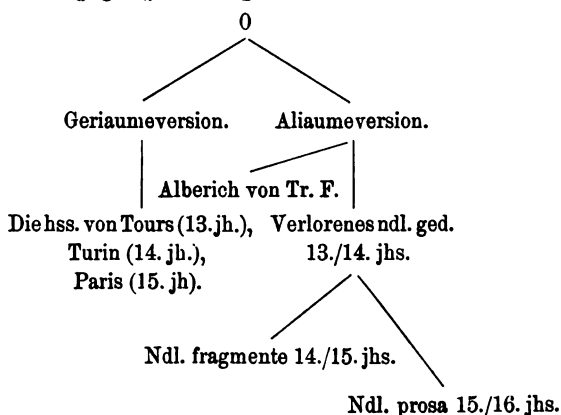 O
Geriaumeversion. Aliaumeversion.
Alberich von Tr. F.
Die hss. von Tours (13. jh.), Verlorenes ndl. ged.
Turin (14. jh.), 13./14. jhs.
Paris (15. jh).
Ndl. fragmente 14./15. jhs.
Ndl. prosa 15./16. jhs.